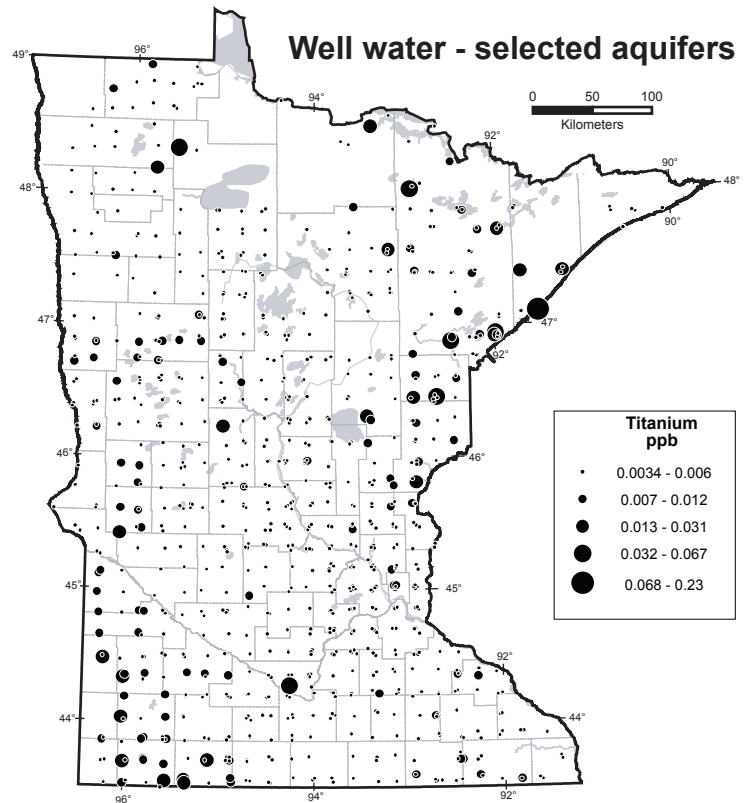 Well water - selected aquifers
0 50 100
Kilometers
49°
96°
94°
92°
90°
48°
48°
90°
47°
47°
92°
46°
46°
45°
45°
92°
44°
44°
96°
94°
92°
Titanium
ppb
0.0034 - 0.006
0.007 - 0.012
0.013 - 0.031
0.032 - 0.067
0.068 - 0.23